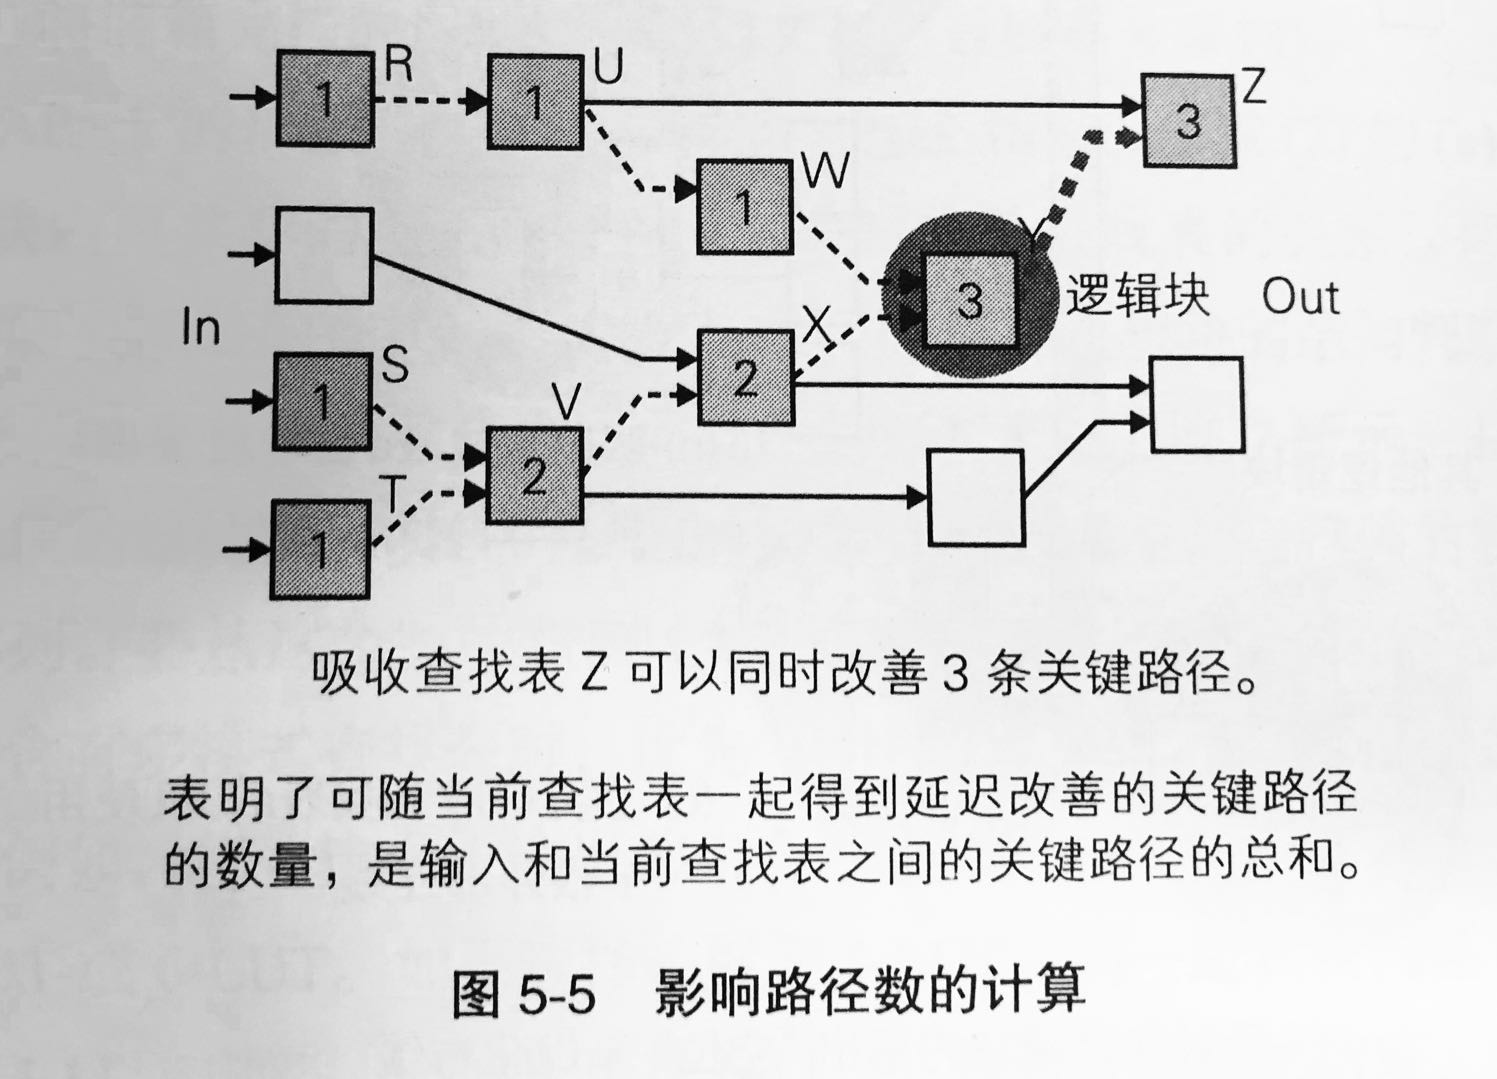 R
U
Z
1
1
3
W
1
Y
3
逻辑块
Out
In
X
S
2
1
V
T
2
1
吸收查找表 Z 可以同时改善 3 条关键路径。
表明了可随当前查找表一起得到延迟改善的关键路径
的数量，是输入和当前查找表之间的关键路径的总和。
图 5-5 影响路径数的计算